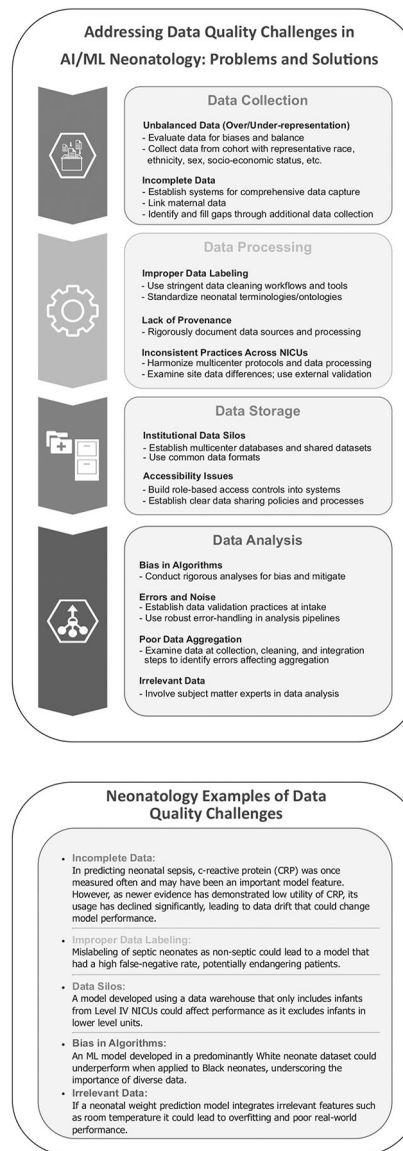 Addressing Data Quality Challenges in
AI/ML Neonatology: Problems and Solutions
Data Collection
Unbalanced Data (Over/Under-representation)
- Evaluate data for biases and balance
- Collect data from cohort with representative race,
ethnicity, sex, socio-economic status, etc.
Incomplete Data
- Establish systems for comprehensive data capture
- Link maternal data
- Identify and fill gaps through additional data collection
Data Processing
Improper Data Labeling
- Use stringent data cleaning workflows and tools
- Standardize neonatal terminologies/ontologies
Lack of Provenance
- Rigorously document data sources and processing
Inconsistent Practices Across NICUs
- Harmonize multicenter protocols and data processing
- Examine site data differences; use external validation
Data Storage
Institutional Data Silos
- Establish multicenter databases and shared datasets
- Use common data formats
Accessibility Issues
- Build role-based access controls into systems
- Establish clear data sharing policies and processes
Data Analysis
Bias in Algorithms
- Conduct rigorous analyses for bias and mitigate
Errors and Noise
- Establish data validation practices at intake
- Use robust error-handling in analysis pipelines
Poor Data Aggregation
- Examine data at collection, cleaning, and integration
steps to identify errors affecting aggregation
Irrelevant Data
- Involve subject matter experts in data analysis
Neonatology Examples of Data
Quality Challenges
• Incomplete Data:
In predicting neonatal sepsis, c-reactive protein (CRP) was once
measured often and may have been an important model feature.
However, as newer evidence has demonstrated low utility of CRP, its
usage has declined significantly, leading to data drift that could change
model performance.
• Improper Data Labeling:
Mislabeling of septic neonates as non-septic could lead to a model that
had a high false-negative rate, potentially endangering patients.
• Data Silos:
A model developed using a data warehouse that only includes infants
from Level IV NICUs could affect performance as it excludes infants in
lower level units.
• Bias in Algorithms:
An ML model developed in a predominantly White neonate dataset could
underperform when applied to Black neonates, underscoring the
importance of diverse data.
• Irrelevant Data:
If a neonatal weight prediction model integrates irrelevant features such
as room temperature it could lead to overfitting and poor real-world
performance.